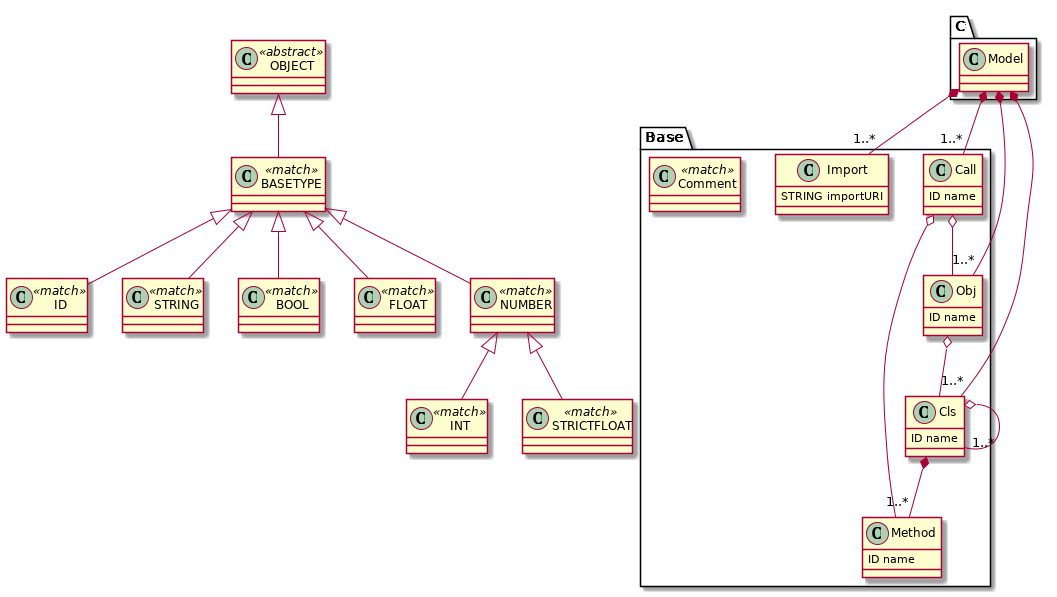 C
C Model
C «abstract»
OBJECT
1..*
1..*
Base
C «match»
BASETYPE
C «match»
Comment
C Import
STRING importURI
C Call
ID name
1..*
C «match»
ID
C «match»
STRING
C «match»
BOOL
C «match»
FLOAT
C «match»
NUMBER
C Obj
ID name
1..*
C «match»
INT
C «match»
STRICTFLOAT
C Cls
ID name
1..*
1..*
C Method
ID name